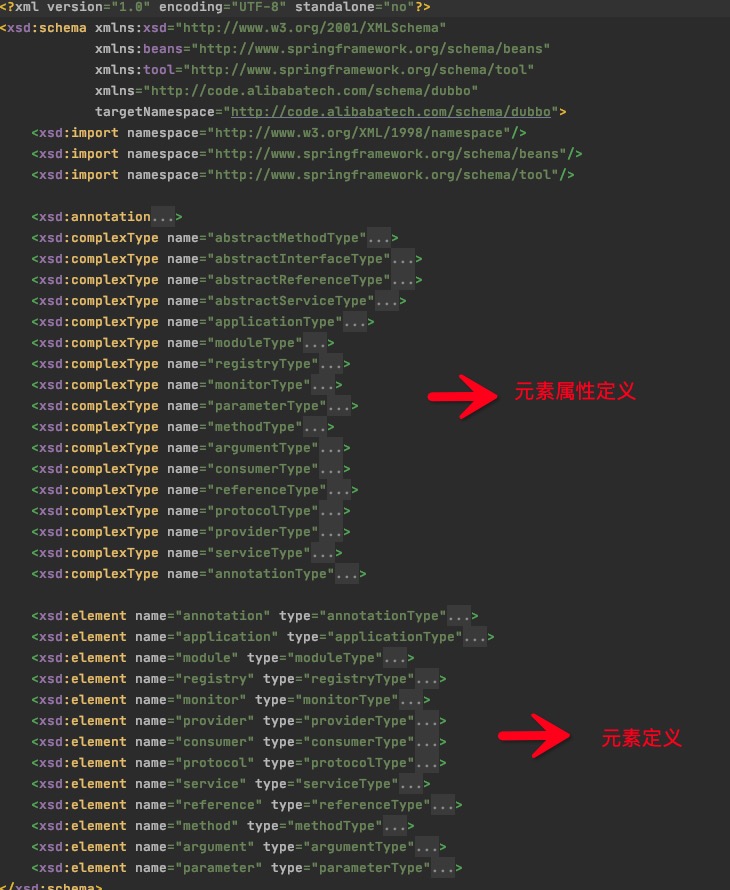 <?xml version="1.0" encoding="UTF-8" standalone="no"?>
<xsd:schema xmlns:xsd="http://www.w3.org/2001/XMLSchema"
xmlns:beans="http://www.springframework.org/schema/beans"
xmlns:tool="http://www.springframework.org/schema/tool"
xmlns="http://code.alibabatech.com/schema/dubbo"
targetNamespace="http://code.alibabatech.com/schema/dubbo">
<xsd:import namespace="http://www.w3.org/XML/1998/namespace"/>
<xsd:import namespace="http://www.springframework.org/schema/beans"/>
<xsd:import namespace="http://www.springframework.org/schema/tool"/>
<xsd:annotation...>
<xsd:complexType name="abstractMethodType"...>
<xsd:complexType name="abstractInterfaceType"...>
<xsd:complexType name="abstractReferenceType"...>
<xsd:complexType name="abstractServiceType"...>
<xsd:complexType name="applicationType"...>
<xsd:complexType name="moduleType"...>
<xsd:complexType name="registryType"...>
<xsd:complexType name="monitorType"...>
元素属性定义
<xsd:complexType name="parameterType"...>
<xsd:complexType name="methodType"...>
<xsd:complexType name="argumentType"...>
<xsd:complexType name="consumerType"...>
<xsd:complexType name="referenceType"...>
<xsd:complexType name="protocolType"...>
<xsd:complexType name="providerType"...>
<xsd:complexType name="serviceType"...>
<xsd:complexType name="annotationType"...>
<xsd:element name="annotation" type="annotationType"...>
<xsd:element name="application" type="applicationType"...>
<xsd:element name="module" type="moduleType"...>
<xsd:element name="registry" type="registryType"...>
<xsd:element name="monitor" type="monitorType"...>
<xsd:element name="provider" type="providerType"...>
<xsd:element name="consumer" type="consumerType"...>
元素定义
<xsd:element name="protocol" type="protocolType"...>
<xsd:element name="service" type="serviceType"...>
<xsd:element name="reference" type="referenceType"...>
<xsd:element name="method" type="methodType"...>
<xsd:element name="argument" type="argumentType"...>
<xsd:element name="parameter" type="parameterType"...>
</xsd:schema>